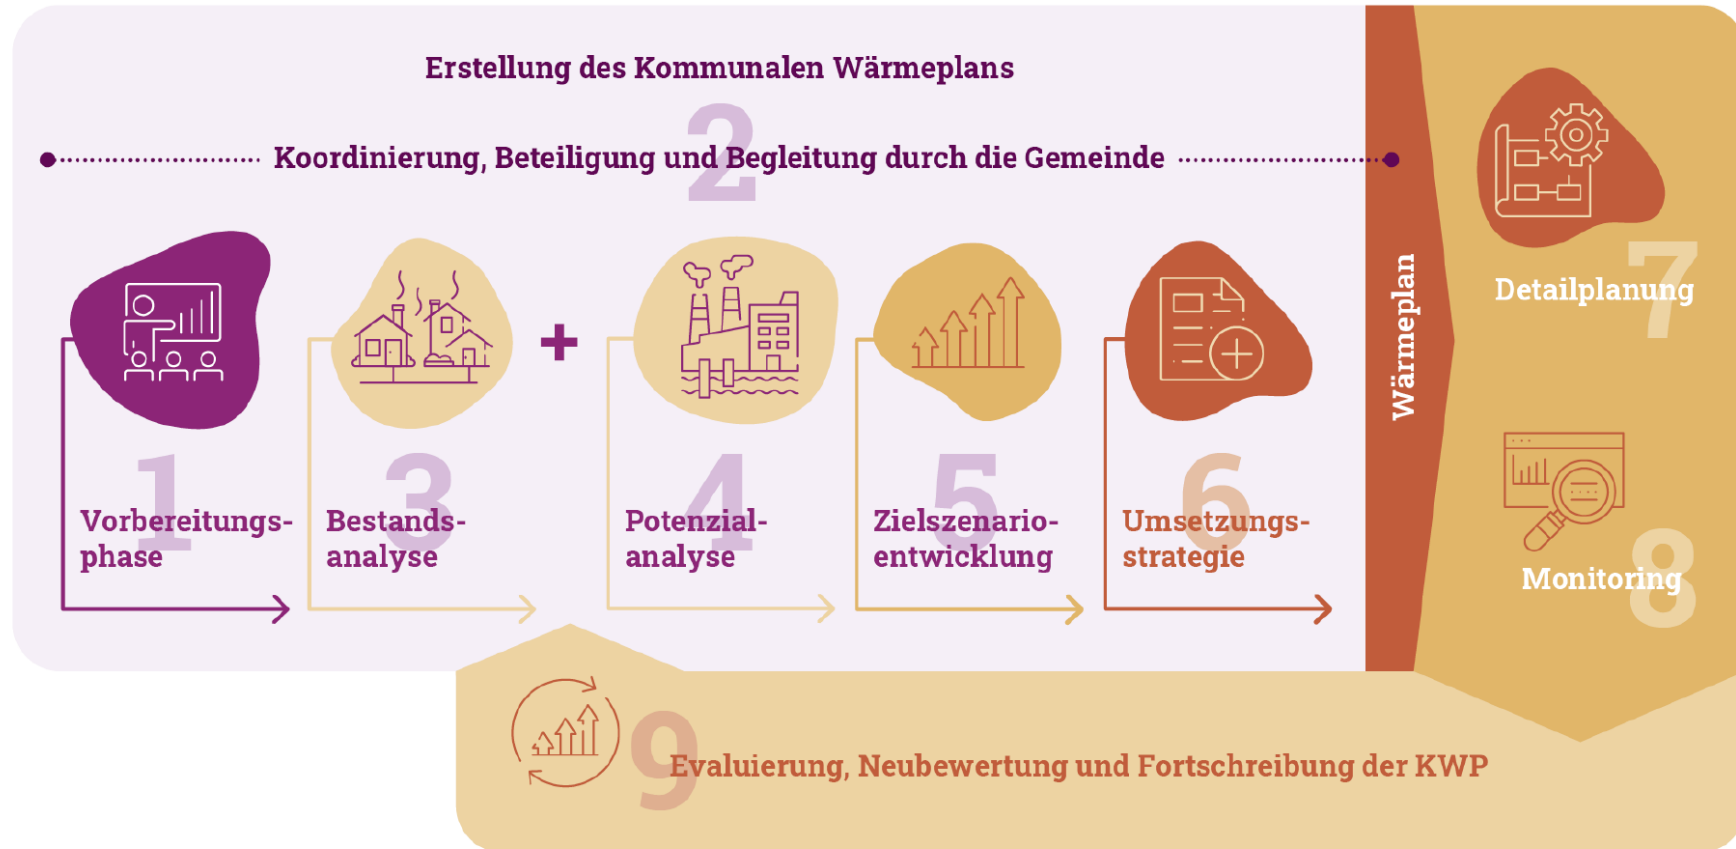 Erstellung des Kommunalen Wärmeplans
2
Koordinierung, Beteiligung und Begleitung durch die Gemeinde
1
Vorbereitungs-
phase
3
Bestands-
analyse
+
4
Potenzial-
analyse
5
Zielszenario-
entwicklung
6
Umsetzungs-
strategie
Wärmeplan
7
Detailplanung
8
Monitoring
9
Evaluierung, Neubewertung und Fortschreibung der KWP